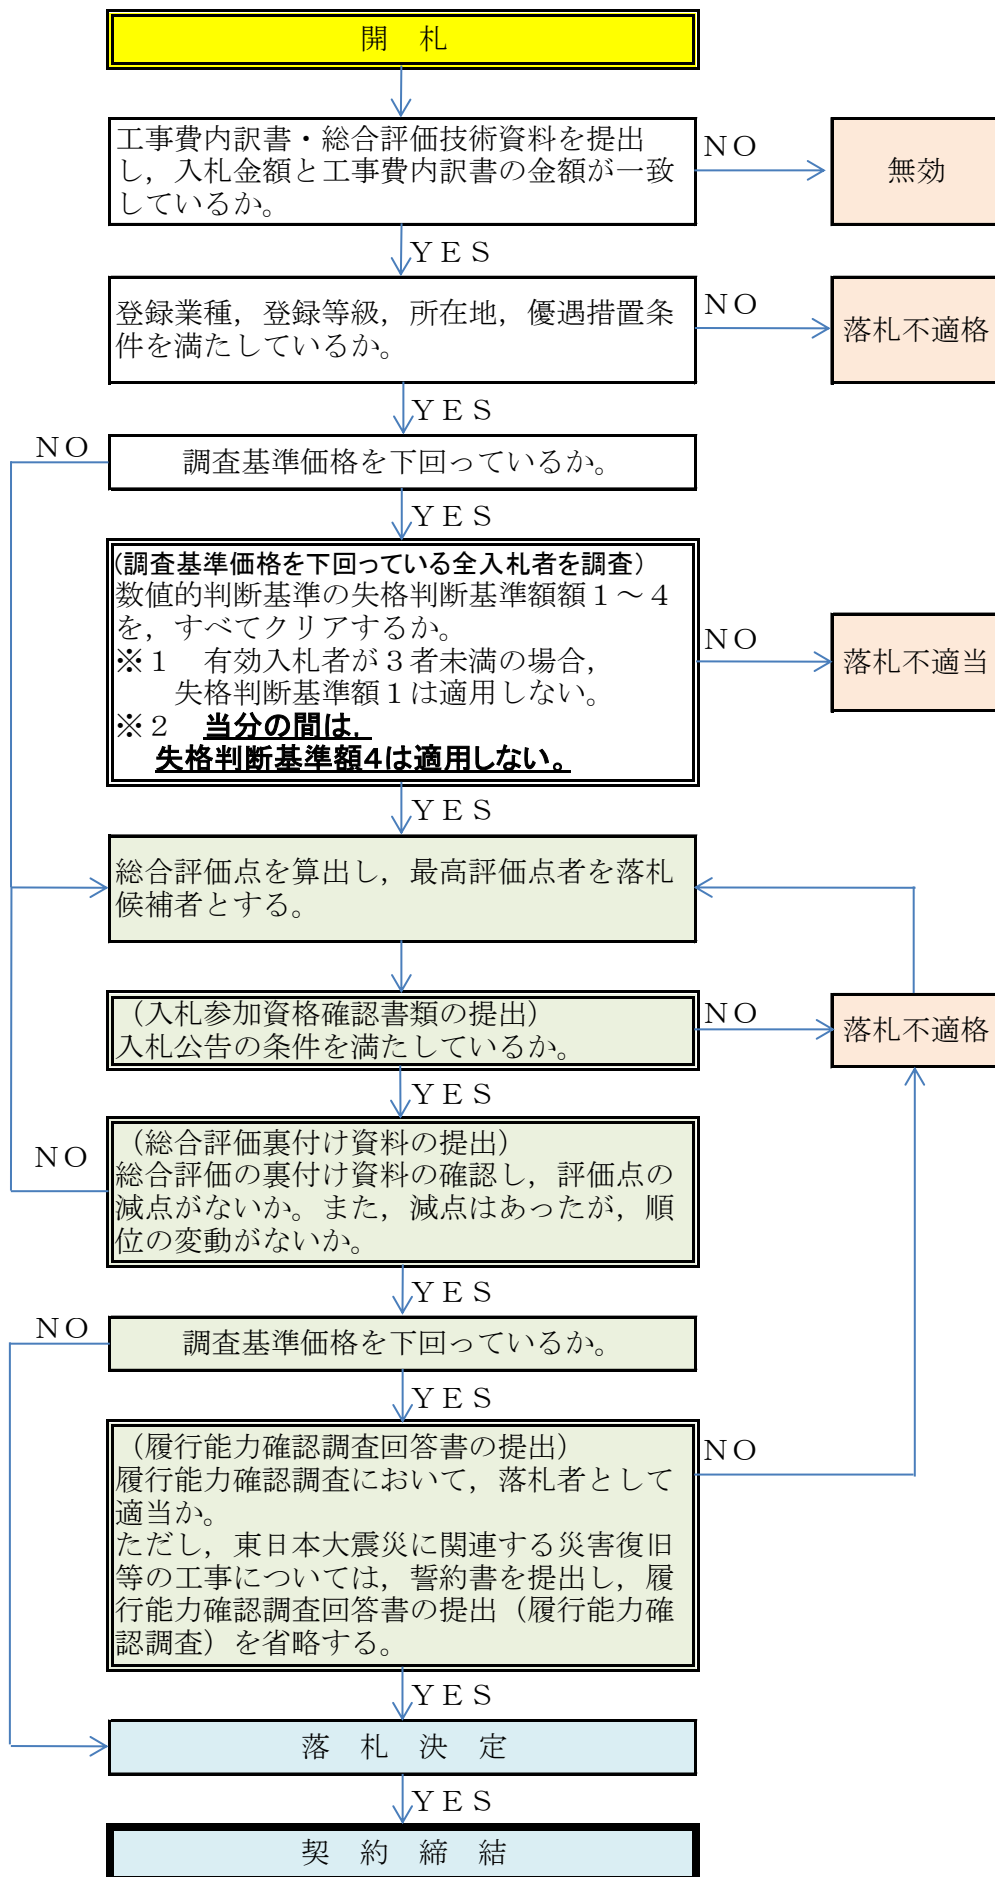 開　札
工事費内訳書・総合評価技術資料を提出
し，入札金額と工事費内訳書の金額が一致
しているか。
ＮＯ
無効
ＹＥＳ
登録業種，登録等級，所在地，優遇措置条
件を満たしているか。
ＮＯ
落札不適格
ＹＥＳ
ＮＯ
調査基準価格を下回っているか。
ＹＥＳ
（調査基準価格を下回っている全入札者を調査）
数値的判断基準の失格判断基準額額１～４
を，すべてクリアするか。
※１　有効入札者が３者未満の場合，
失格判断基準額１は適用しない。
※２　当分の間は，
失格判断基準額4は適用しない。
ＮＯ
落札不適当
ＹＥＳ
総合評価点を算出し，最高評価点者を落札
候補者とする。
（入札参加資格確認書類の提出）
入札公告の条件を満たしているか。
ＮＯ
落札不適格
ＹＥＳ
ＮＯ
（総合評価裏付け資料の提出）
総合評価の裏付け資料の確認し，評価点の
減点がないか。また，減点はあったが，順
位の変動がないか。
ＹＥＳ
ＮＯ
調査基準価格を下回っているか。
ＹＥＳ
（履行能力確認調査回答書の提出）
履行能力確認調査において，落札者として
適当か。
ただし，東日本大震災に関連する災害復旧
等の工事については，誓約書を提出し，履
行能力確認調査回答書の提出（履行能力確
認調査）を省略する。
ＮＯ
ＹＥＳ
落　札　決　定
ＹＥＳ
契　約　締　結